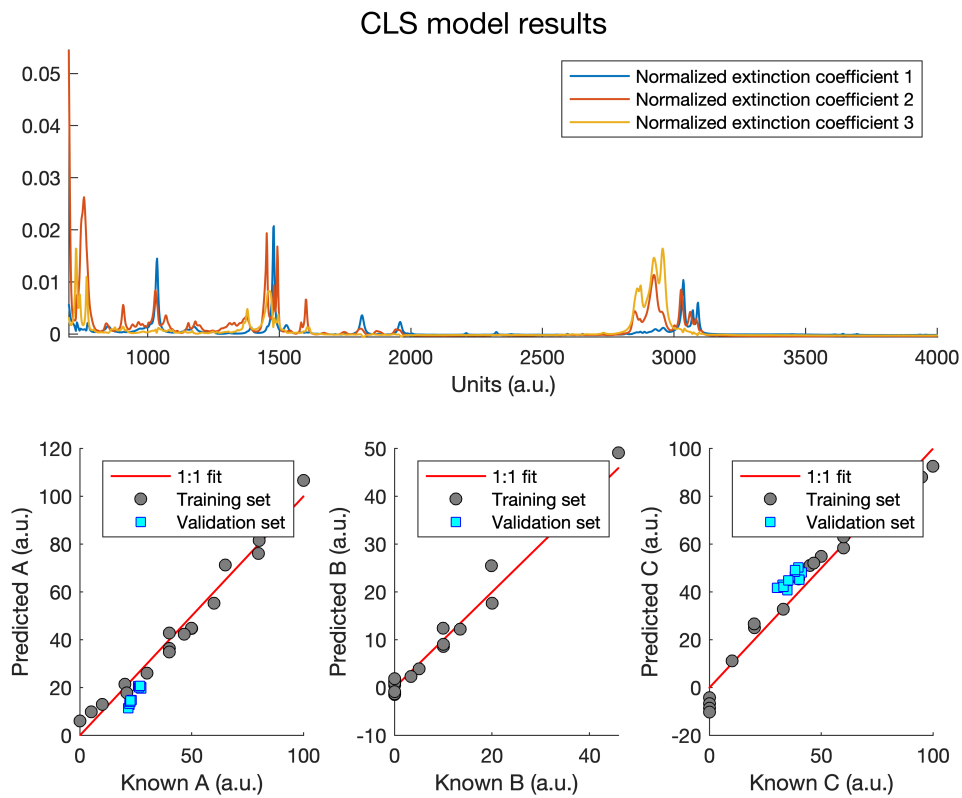 CLS model results
Normalized extinction coefficient 1
Normalized extinction coefficient 2
Normalized extinction coefficient 3
0.05
0.04
0.03
0.02
0.01
0
1000 1500 2000 2500 3000 3500 4000
Units (a.u.)
1:1 fit
Training set
Validation set
120
100
80
60
40
20
0
Predicted A (a.u.)
0 50 100
Known A (a.u.)
1:1 fit
Training set
Validation set
50
40
30
20
10
0
-10
Predicted B (a.u.)
0 20 40
Known B (a.u.)
1:1 fit
Training set
Validation set
100
80
60
40
20
0
-20
Predicted C (a.u.)
0 50 100
Known C (a.u.)